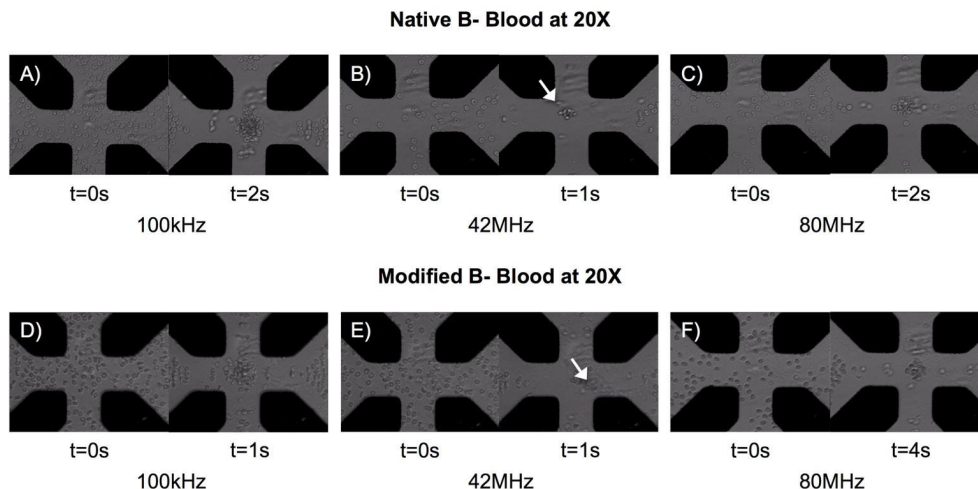 Native B- Blood at 20X
A) B) C)
t=0s t=2s t=0s t=1s t=0s t=2s
100kHz 42MHz 80MHz
Modified B- Blood at 20X
D) E) F)
t=0s t=1s t=0s t=1s t=0s t=4s
100kHz 42MHz 80MHz